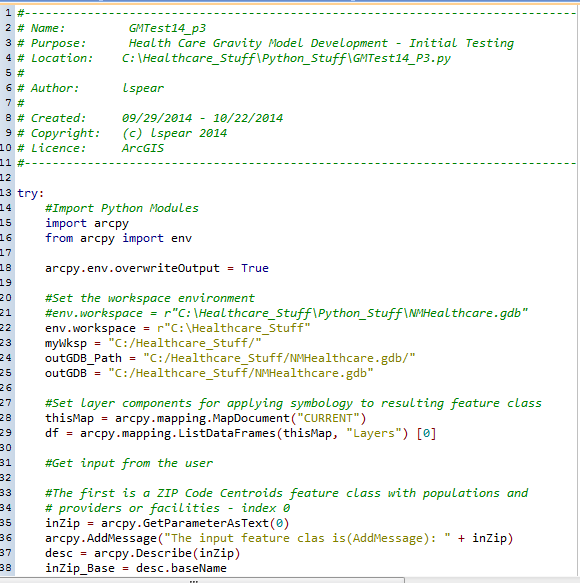 1 #-------------------------------------------------------------------------------
2 # Name:         GMTest14_p3
3 # Purpose:      Health Care Gravity Model Development - Initial Testing
4 # Location:    C:\Healthcare_Stuff\Python_Stuff\GMTest14_P3.py
5 #
6 # Author:      lspear
7 #
8 # Created:     09/29/2014 - 10/22/2014
9 # Copyright:   (c) lspear 2014
10 # Licence:     ArcGIS
11 #-------------------------------------------------------------------------------
12
13 try:
14     #Import Python Modules
15     import arcpy
16     from arcpy import env
17
18     arcpy.env.overwriteOutput = True
19
20     #Set the workspace environment
21     #env.workspace = r"C:\Healthcare_Stuff\Python_Stuff\NMHealthcare.gdb"
22     env.workspace = r"C:\Healthcare_Stuff"
23     myWksp = "C:/Healthcare_Stuff/"
24     outGDB_Path = "C:/Healthcare_Stuff/NMHealthcare.gdb/"
25     outGDB = "C:/Healthcare_Stuff/NMHealthcare.gdb"
26
27     #Set layer components for applying symbology to resulting feature class
28     thisMap = arcpy.mapping.MapDocument("CURRENT")
29     df = arcpy.mapping.ListDataFrames(thisMap, "Layers") [0]
30
31     #Get input from the user
32
33     #The first is a ZIP Code Centroids feature class with populations and
34     # providers or facilities - index 0
35     inZip = arcpy.GetParameterAsText(0)
36     arcpy.AddMessage("The input feature clas is(AddMessage): " + inZip)
37     desc = arcpy.Describe(inZip)
38     inZip_Base = desc.baseName